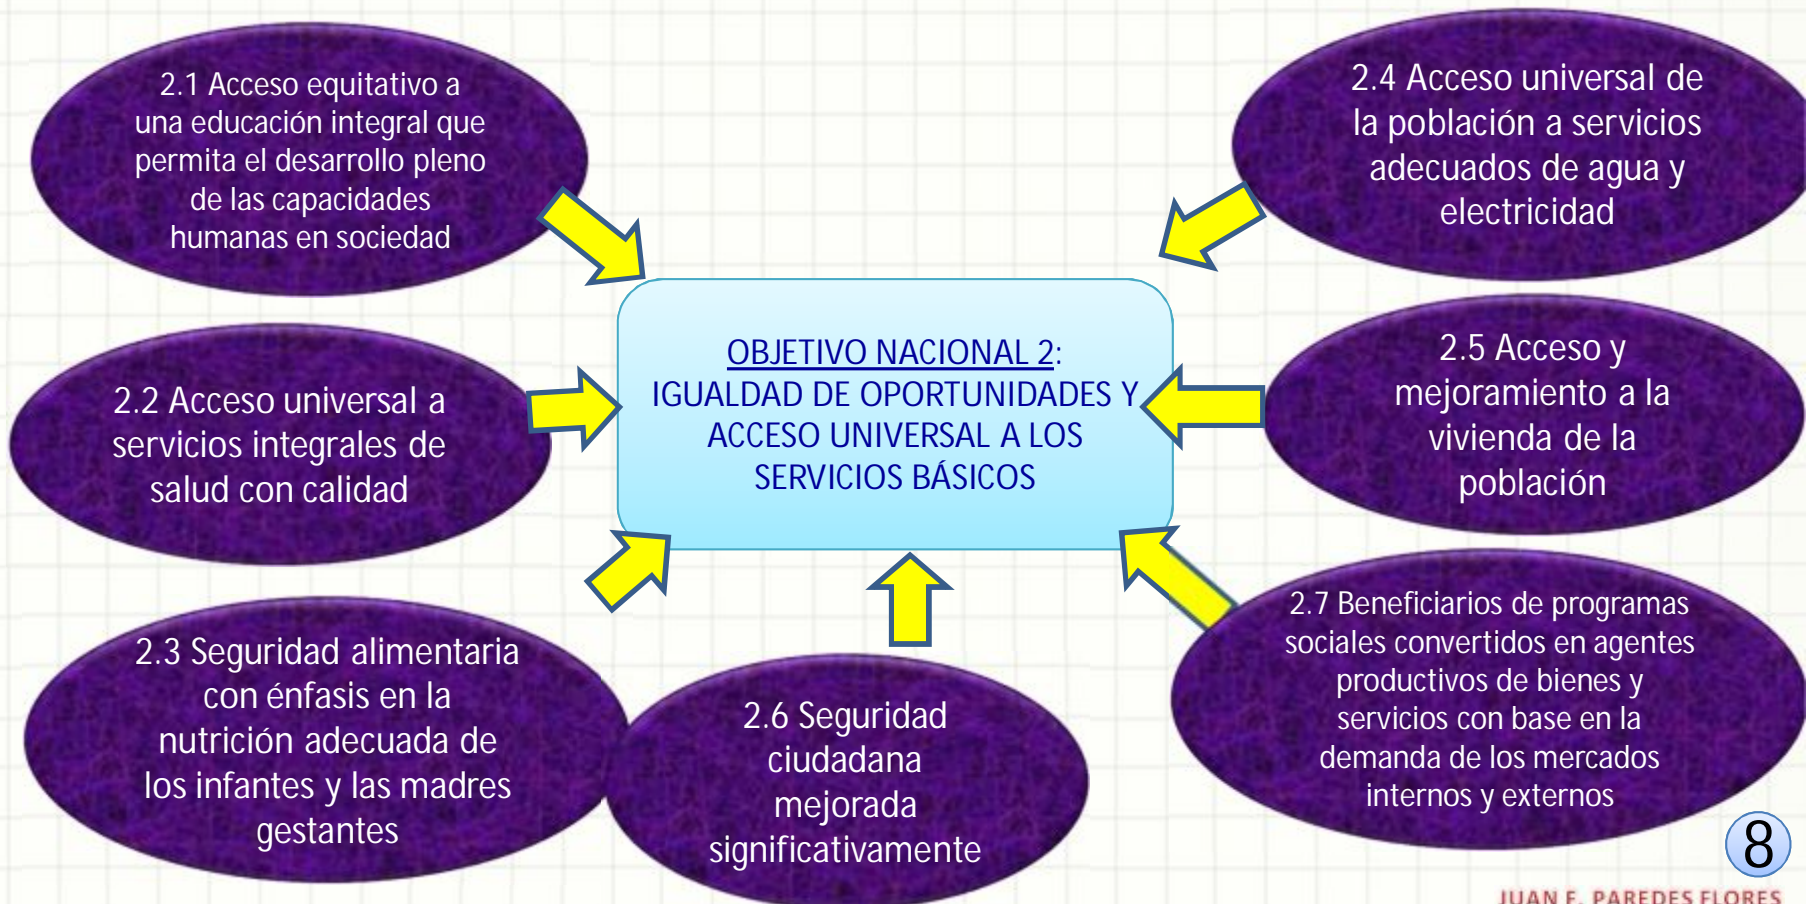 2.1 Acceso equitativo a
una educación integral que
permita el desarrollo pleno
de las capacidades
humanas en sociedad
2.2 Acceso universal a
servicios integrales de
salud con calidad
2.3 Seguridad alimentaria
con énfasis en la
nutrición adecuada de
los infantes y las madres
gestantes
OBJETIVO NACIONAL 2:
IGUALDAD DE OPORTUNIDADES Y
ACCESO UNIVERSAL A LOS
SERVICIOS BÁSICOS
2.4 Acceso universal de
la población a servicios
adecuados de agua y
electricidad
2.5 Acceso y
mejoramiento a la
vivienda de la
población
2.6 Seguridad
ciudadana
mejorada
significativamente
2.7 Beneficiarios de programas
sociales convertidos en agentes
productivos de bienes y
servicios con base en la
demanda de los mercados
internos y externos
8
JUAN E. PAREDES FLORES